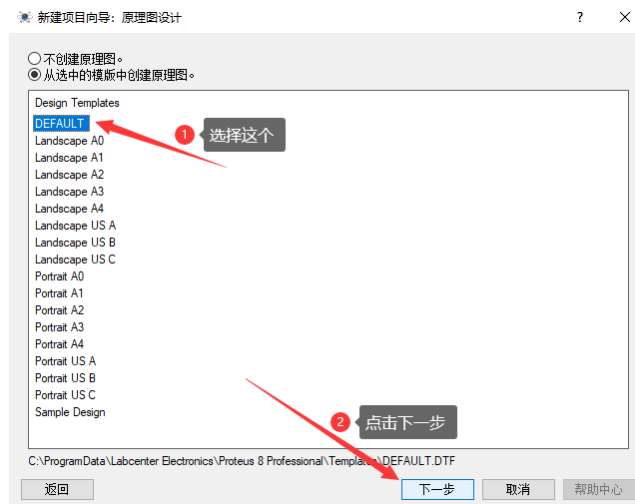 新建项目向导：原理图设计
不创建原理图。
从选中的模版中创建原理图。
Design Templates
DEFAULT
1 选择这个
Landscape A0
Landscape A1
Landscape A2
Landscape A3
Landscape A4
Landscape US A
Landscape US B
Landscape US C
Portrait A0
Portrait A1
Portrait A2
Portrait A3
Portrait A4
Portrait US A
Portrait US B
Portrait US C
Sample Design
2 点击下一步
C:\ProgramData\Labcenter Electronics\Proteus 8 Professional\Templates\DEFAULT.DTF
返回 下一步 取消 帮助中心